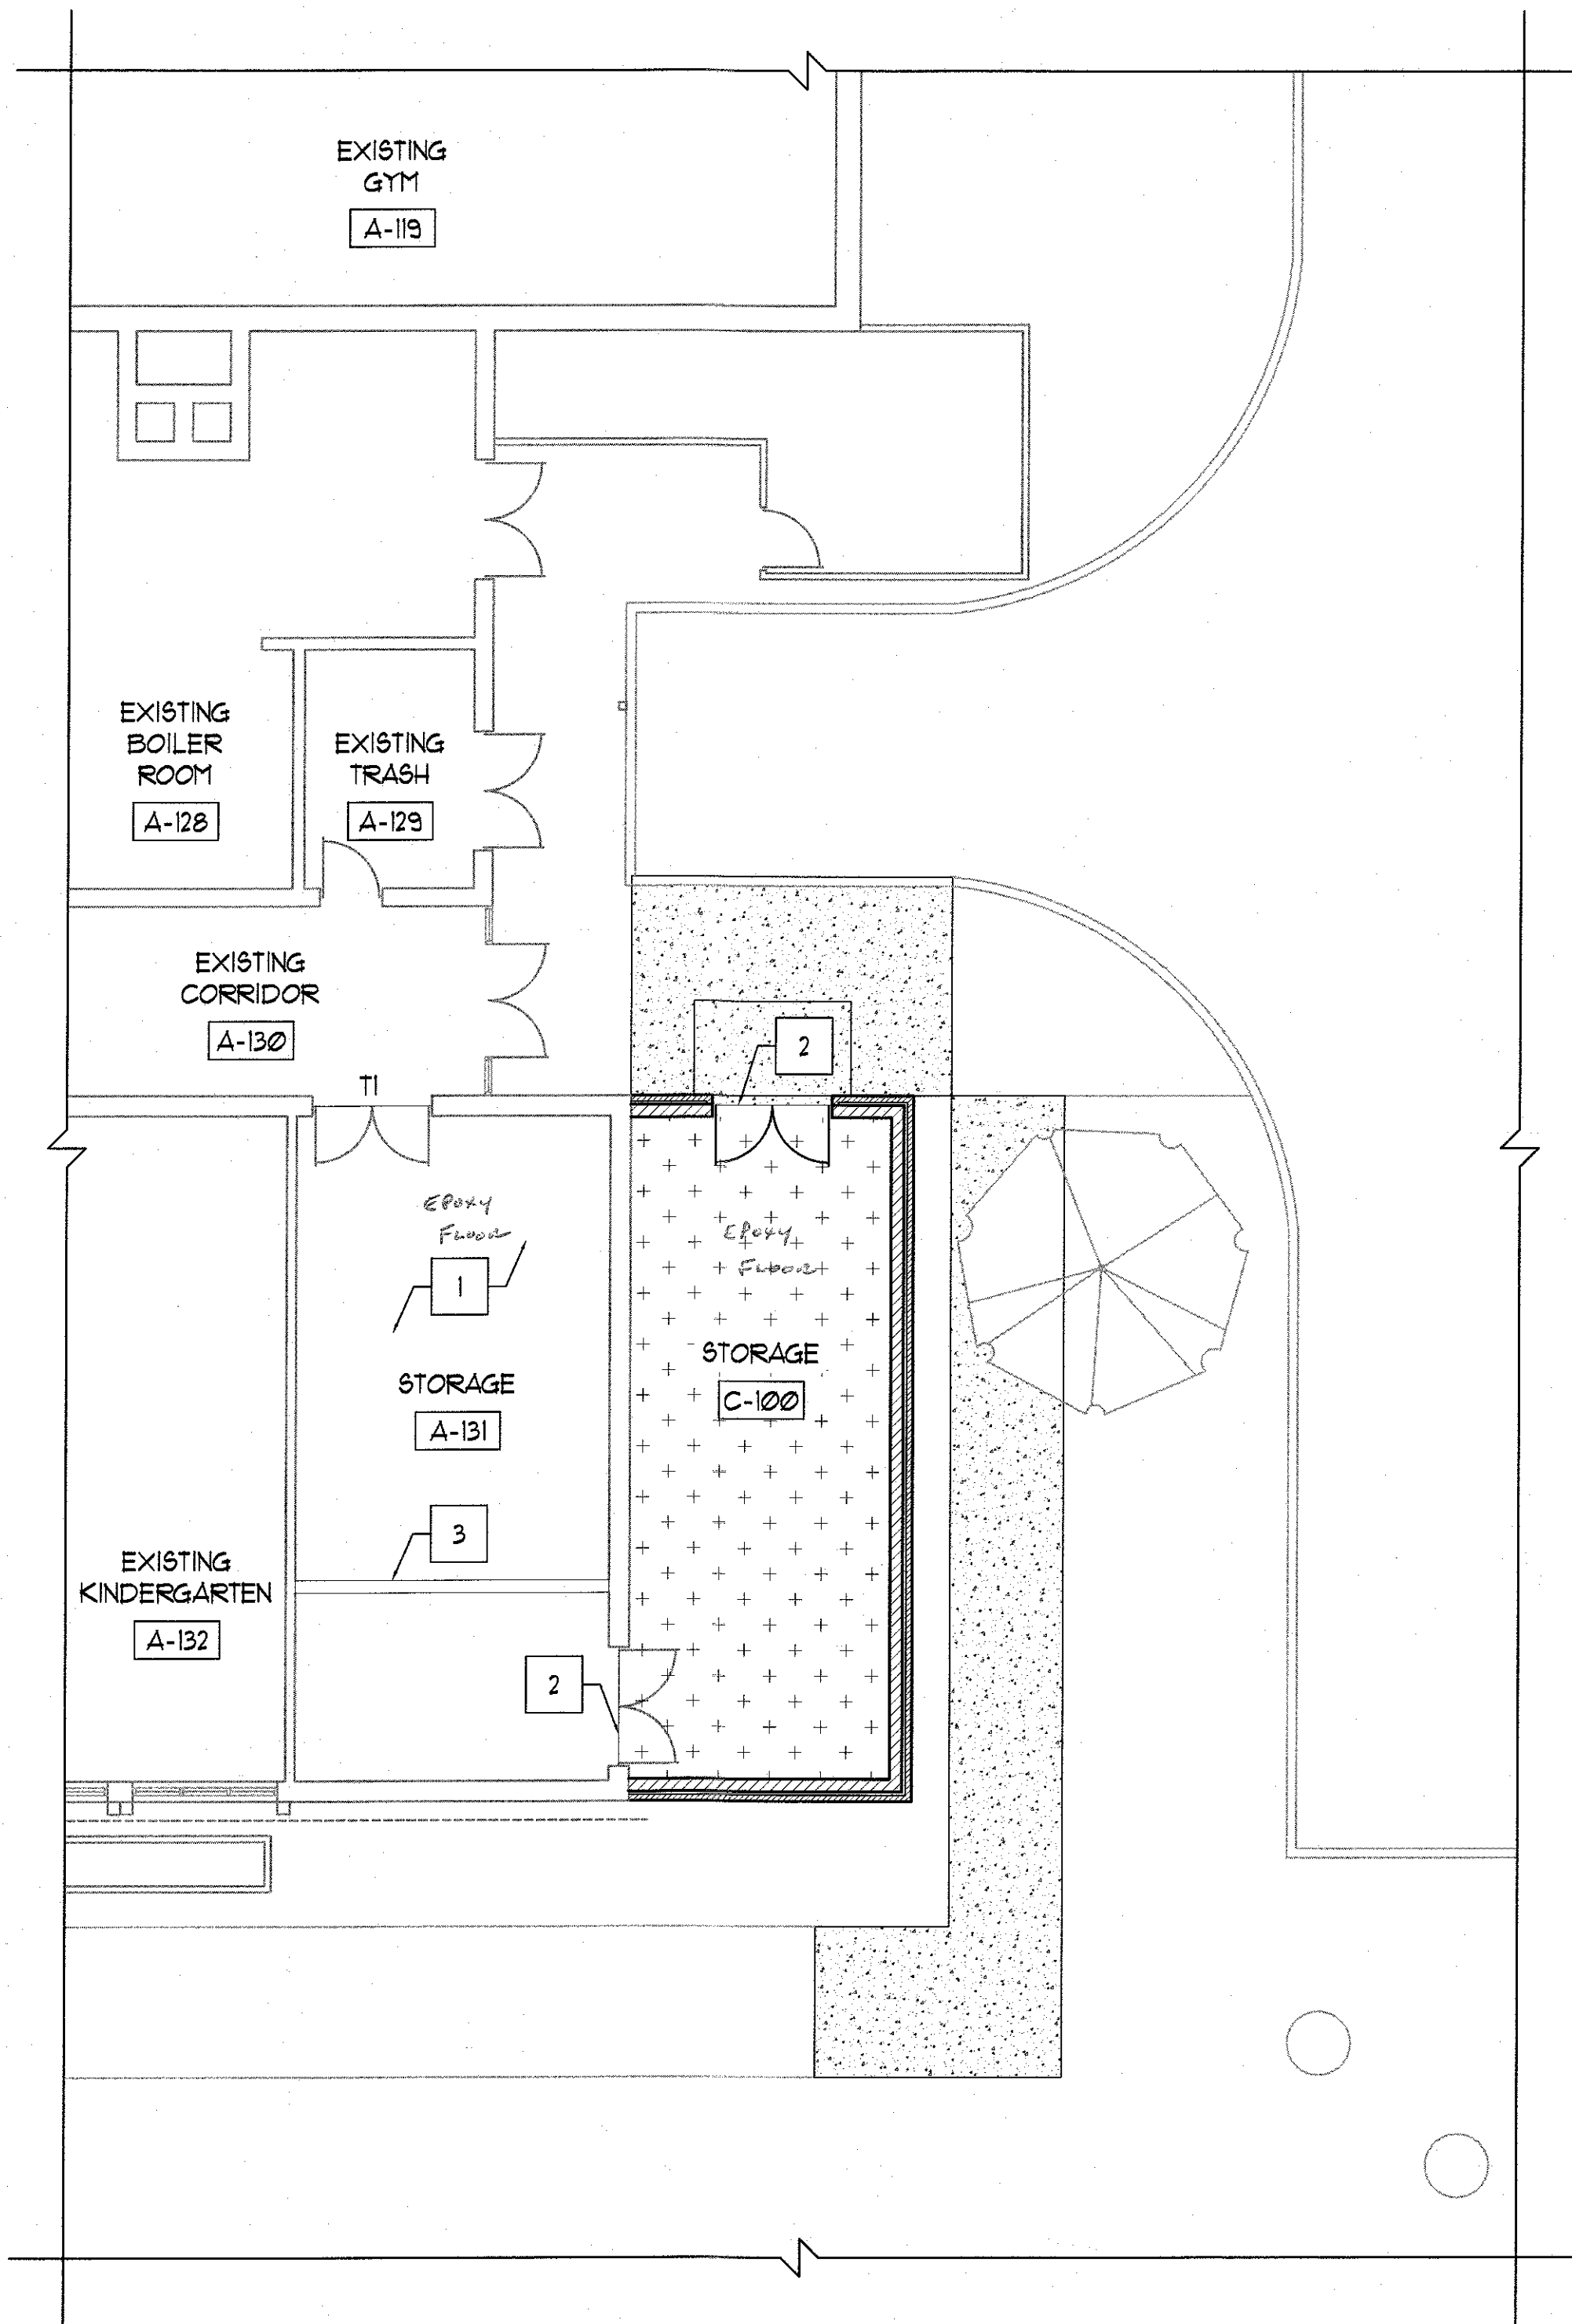 EXISTING
GYM
A-119
EXISTING
BOILER
ROOM
A-128
EXISTING
TRASH
A-129
EXISTING
CORRIDOR
A-130
2
T1
EPOXY
FLOOR
1
EPOXY
FLOOR
STORAGE
C-100
STORAGE
A-131
3
EXISTING
KINDERGARTEN
A-132
2